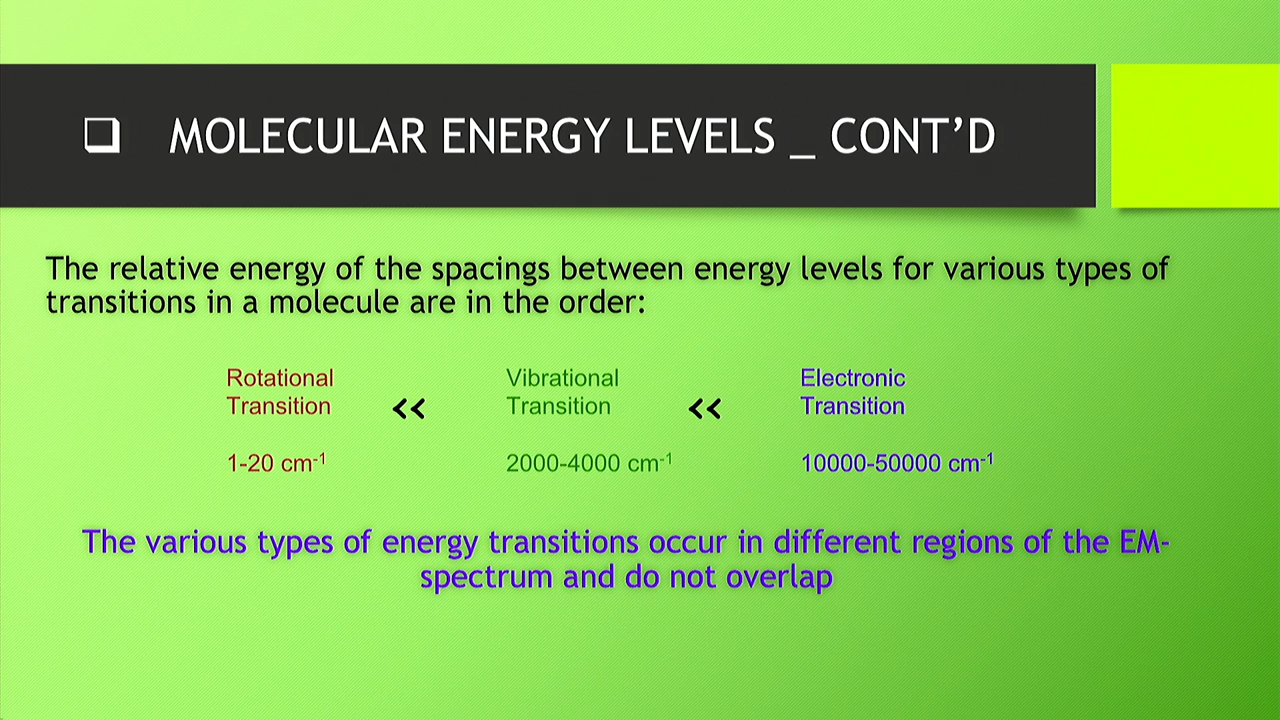 ❑ MOLECULAR ENERGY LEVELS _ CONT’D
The relative energy of the spacings between energy levels for various types of
transitions in a molecule are in the order:
Rotational Transition << Vibrational Transition << Electronic Transition
1-20 cm⁻¹ 2000-4000 cm⁻¹ 10000-50000 cm⁻¹
The various types of energy transitions occur in different regions of the EM-
spectrum and do not overlap